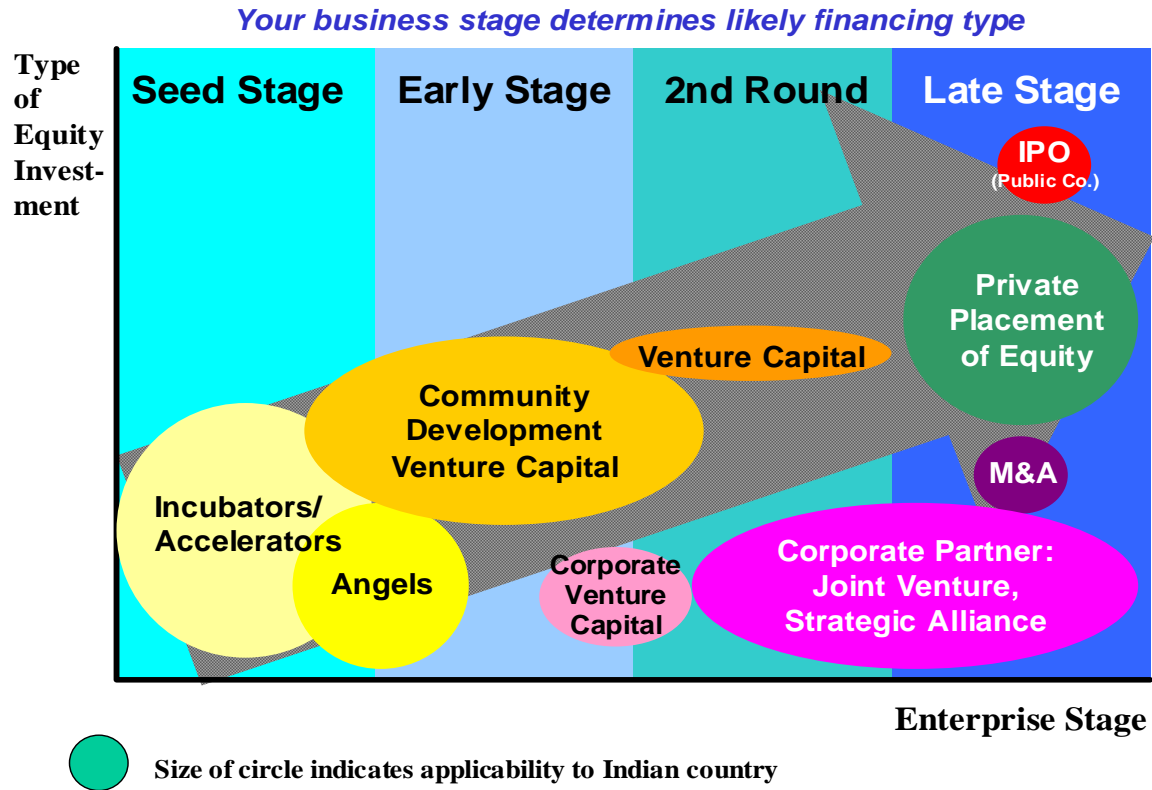 Your business stage determines likely financing type
Type
of
Equity
Invest-
ment
Seed Stage
Early Stage
2nd Round
Late Stage
IPO
(Public Co.)
Private
Placement
of Equity
Venture Capital
Community
Development
Venture Capital
M&A
Incubators/
Accelerators
Angels
Corporate
Venture
Capital
Corporate Partner:
Joint Venture,
Strategic Alliance
Enterprise Stage
Size of circle indicates applicability to Indian country